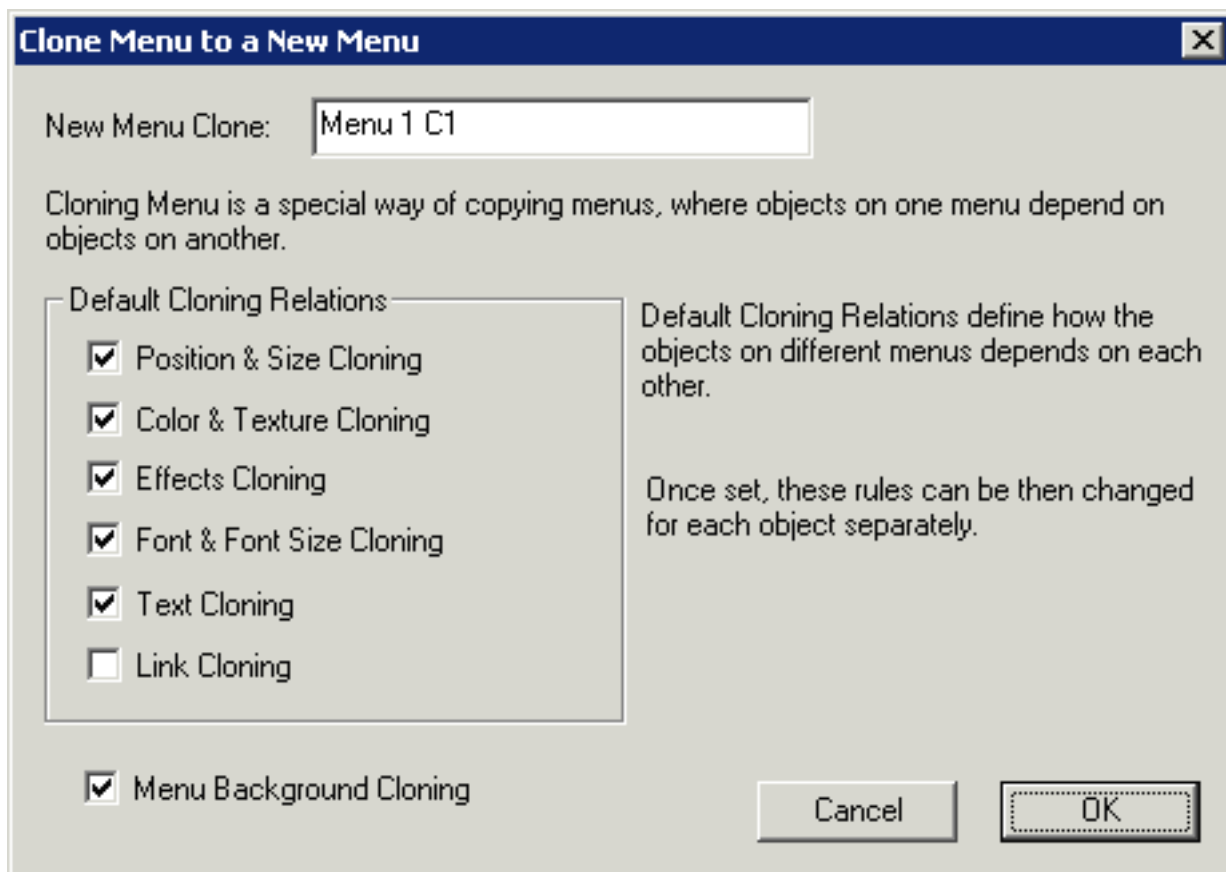 Clone Menu to a New Menu
New Menu Clone:
Menu 1 C1
Cloning Menu is a special way of copying menus, where objects on one menu depend on
objects on another.
Default Cloning Relations
Position & Size Cloning
Color & Texture Cloning
Effects Cloning
Font & Font Size Cloning
Text Cloning
Link Cloning
Default Cloning Relations define how the
objects on different menus depends on each
other.
Once set, these rules can be then changed
for each object separately.
Menu Background Cloning
Cancel
OK